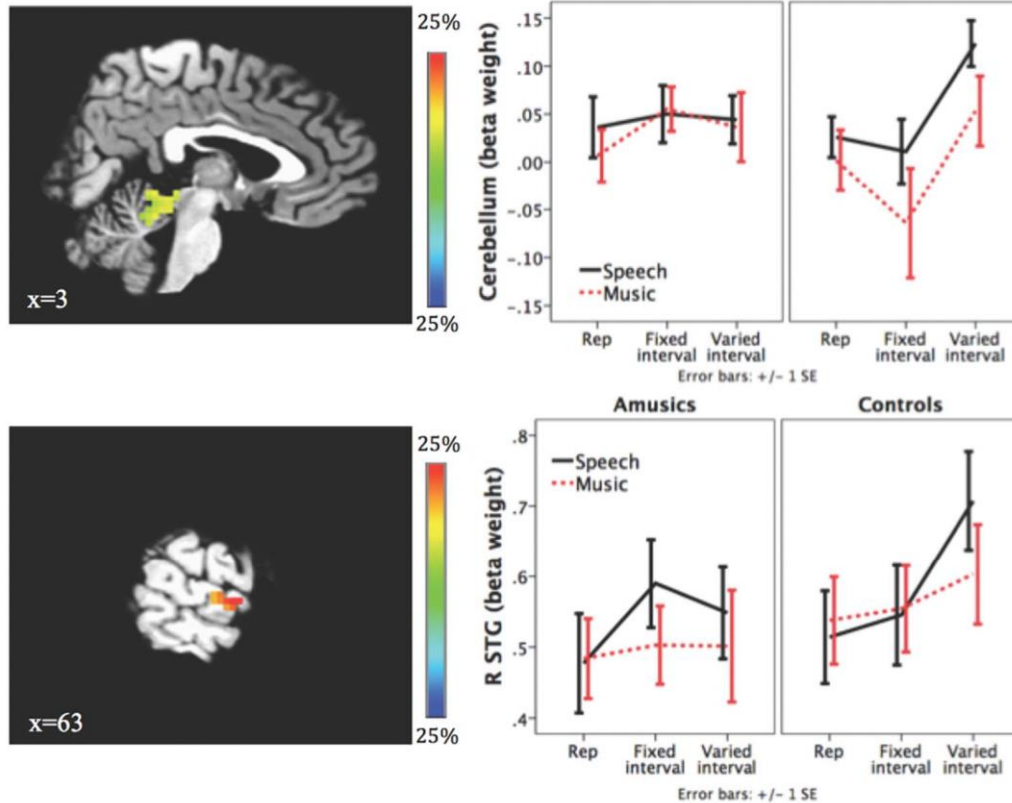 25%
x=3
25%
Cerebellum (beta weight)
.15
.10
.05
.00
-.05
-.10
-.15
Speech
Music
Rep
Fixed interval
Varied interval
Rep
Fixed interval
Varied interval
Error bars: +/- 1 SE
25%
x=63
25%
Amusics
Controls
R STG (beta weight)
.8
.7
.6
.5
.4
Speech
Music
Rep
Fixed interval
Varied interval
Rep
Fixed interval
Varied interval
Error bars: +/- 1 SE